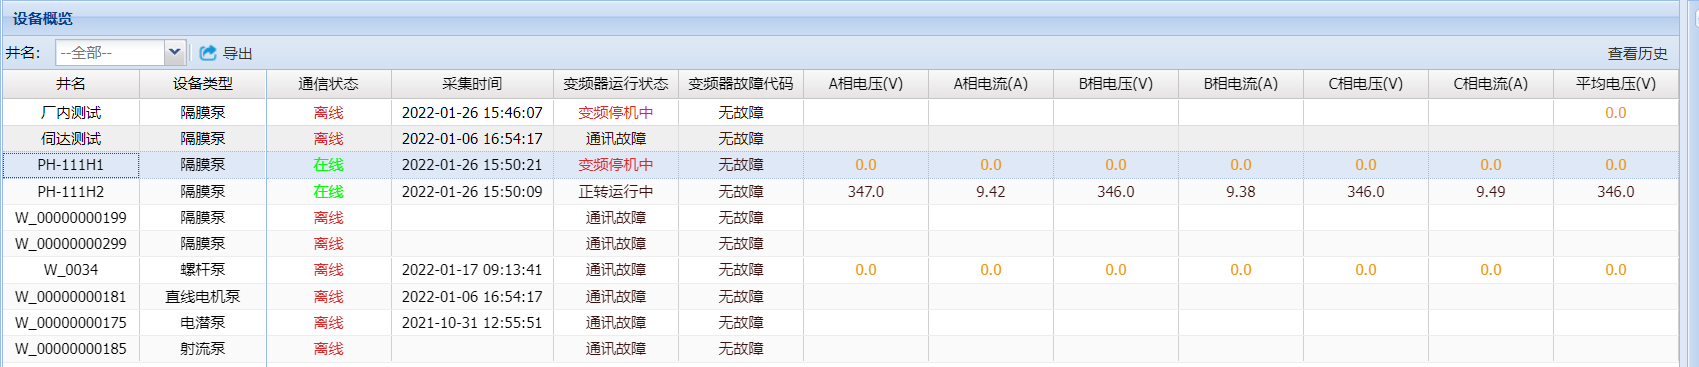 设备概览
井名： --全部-- 导出 查看历史
井名 设备类型 通信状态 采集时间 变频器运行状态 变频器故障代码 A相电压(V) A相电流(A) B相电压(V) B相电流(A) C相电压(V) C相电流(A) 平均电压(V)
厂内测试 隔膜泵 离线 2022-01-26 15:46:07 变频停机中 无故障 0.0
伺达测试 隔膜泵 离线 2022-01-06 16:54:17 通讯故障 无故障
PH-111H1 隔膜泵 在线 2022-01-26 15:50:21 变频停机中 无故障 0.0 0.0 0.0 0.0 0.0 0.0 0.0
PH-111H2 隔膜泵 在线 2022-01-26 15:50:09 正转运行中 无故障 347.0 9.42 346.0 9.38 346.0 9.49 346.0
W_00000000199 隔膜泵 离线 通讯故障 无故障
W_00000000299 隔膜泵 离线 通讯故障 无故障
W_0034 螺杆泵 离线 2022-01-17 09:13:41 通讯故障 无故障 0.0 0.0 0.0 0.0 0.0 0.0 0.0
W_00000000181 直线电机泵 离线 2022-01-06 16:54:17 通讯故障 无故障
W_00000000175 电潜泵 离线 2021-10-31 12:55:51 通讯故障 无故障
W_00000000185 射流泵 离线 通讯故障 无故障